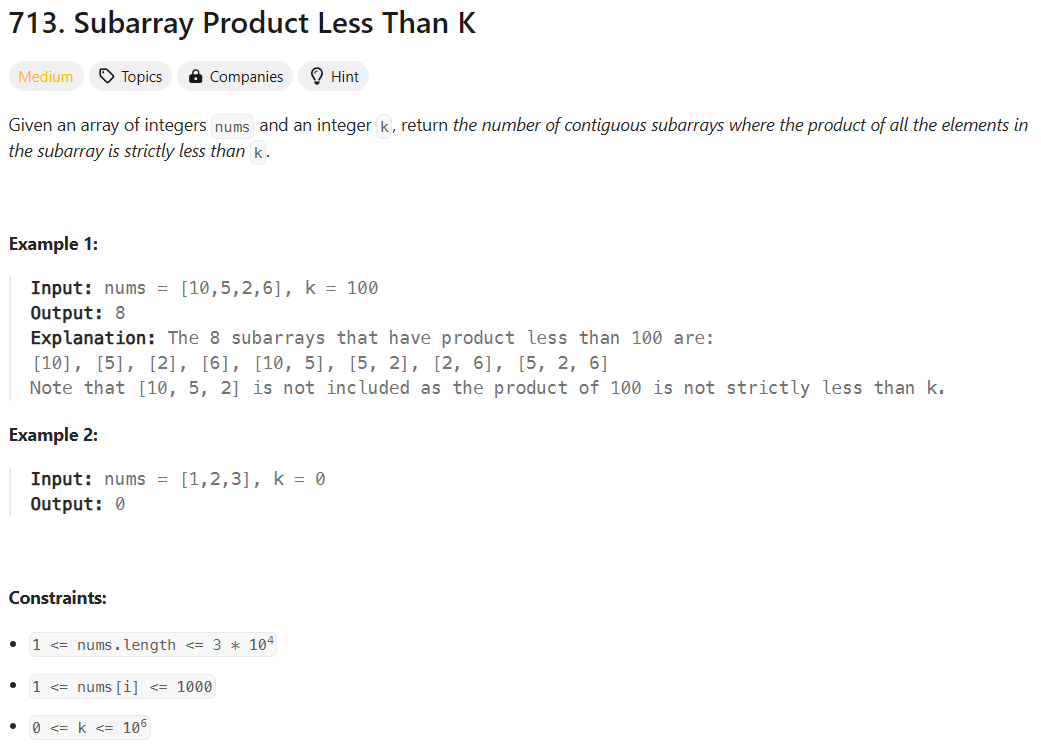 713. Subarray Product Less Than K
Medium Topics Companies Hint
Given an array of integers nums and an integer k, return the number of contiguous subarrays where the product of all the elements in
the subarray is strictly less than k.
Example 1:
Input: nums = [10,5,2,6], k = 100
Output: 8
Explanation: The 8 subarrays that have product less than 100 are:
[10], [5], [2], [6], [10, 5], [5, 2], [2, 6], [5, 2, 6]
Note that [10, 5, 2] is not included as the product of 100 is not strictly less than k.
Example 2:
Input: nums = [1,2,3], k = 0
Output: 0
Constraints:
• 1 <= nums.length <= 3 * 10⁴
• 1 <= nums[i] <= 1000
• 0 <= k <= 10⁶